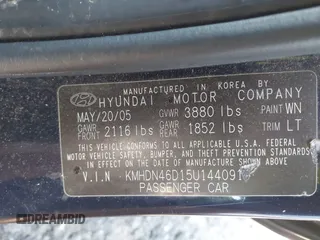 MANUFACTURED IN KOREA BY
HYUNDAI MOTOR COMPANY
MAY/20/05 GVWR 3880 lbs PAINT WN
GAWR FRONT 2116 lbs GAWR REAR 1852 lbs TRIM LT
THIS VEHICLE CONFORMS TO ALL APPLICABLE
FEDERAL MOTOR VEHICLE SAFETY, BUMPER, AND
THEFT PREVENTION STANDARDS IN EFFECT ON
THE DATE OF MANUFACTURE SHOWN ABOVE.
V.I.N KMHDN46D15U144091
PASSENGER CAR
DREAMBID